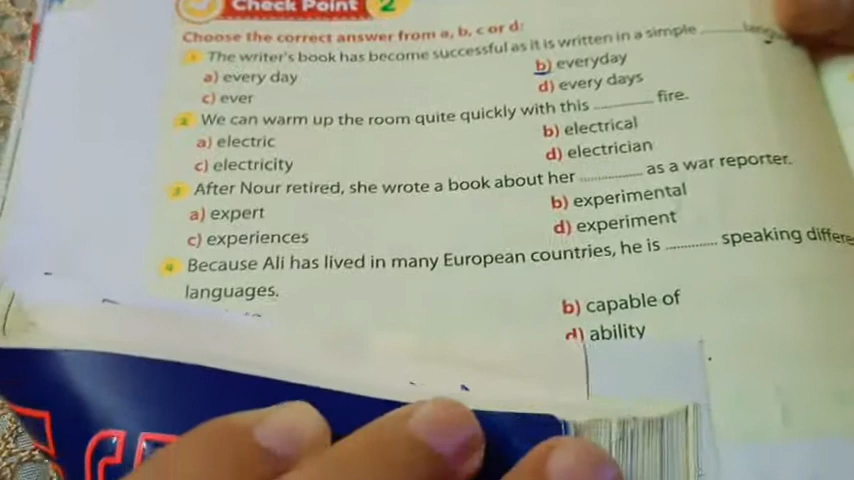 Check Point 2
Choose the correct answer from a, b, c or d:
1 The writer's book has become successful as it is written in a simple ............
a) every day b) everyday
c) ever d) every days
2 We can warm up the room quite quickly with this ............ fire.
a) electric b) electrical
c) electricity d) electrician
3 After Nour retired, she wrote a book about her ............ as a war reporter.
a) expert b) experimental
c) experiences d) experiment
4 Because Ali has lived in many European countries, he is ............ speaking
languages.
b) capable of
d) ability